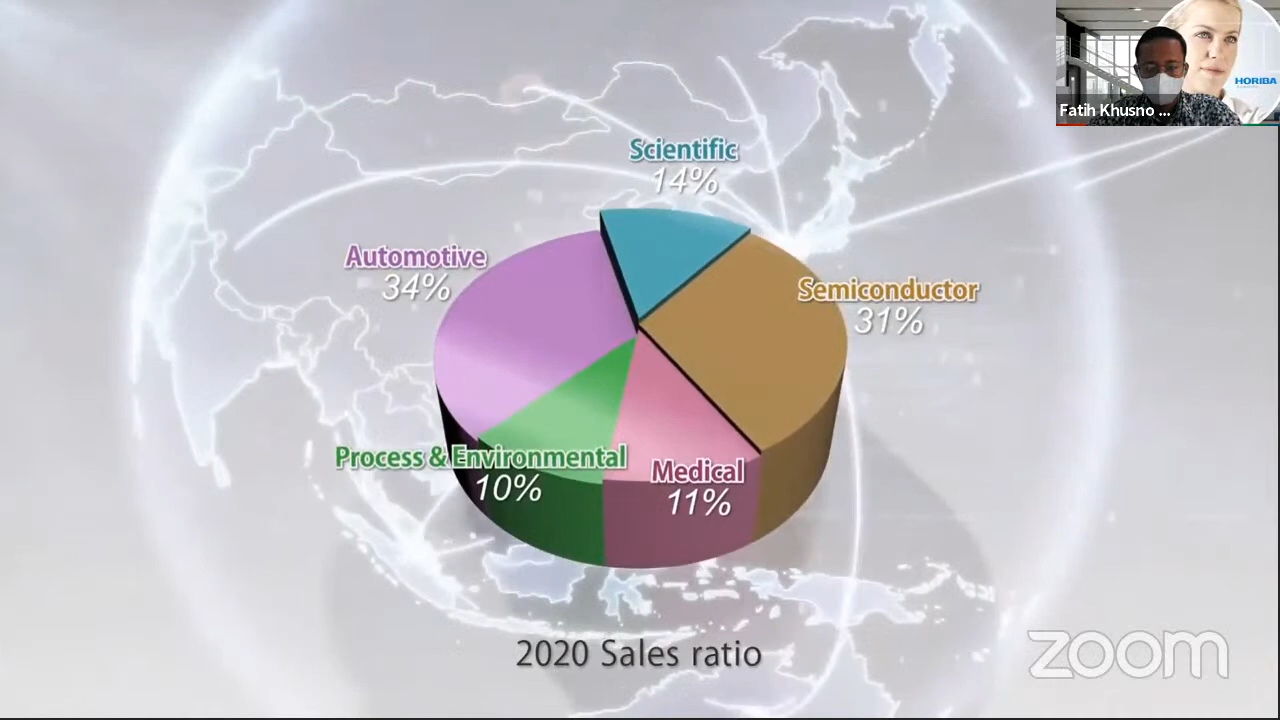 HORIBA
Fatih Khusno ...
Scientific
14%
Automotive
34%
Semiconductor
31%
Process & Environmental
10%
Medical
11%
2020 Sales ratio
zoom